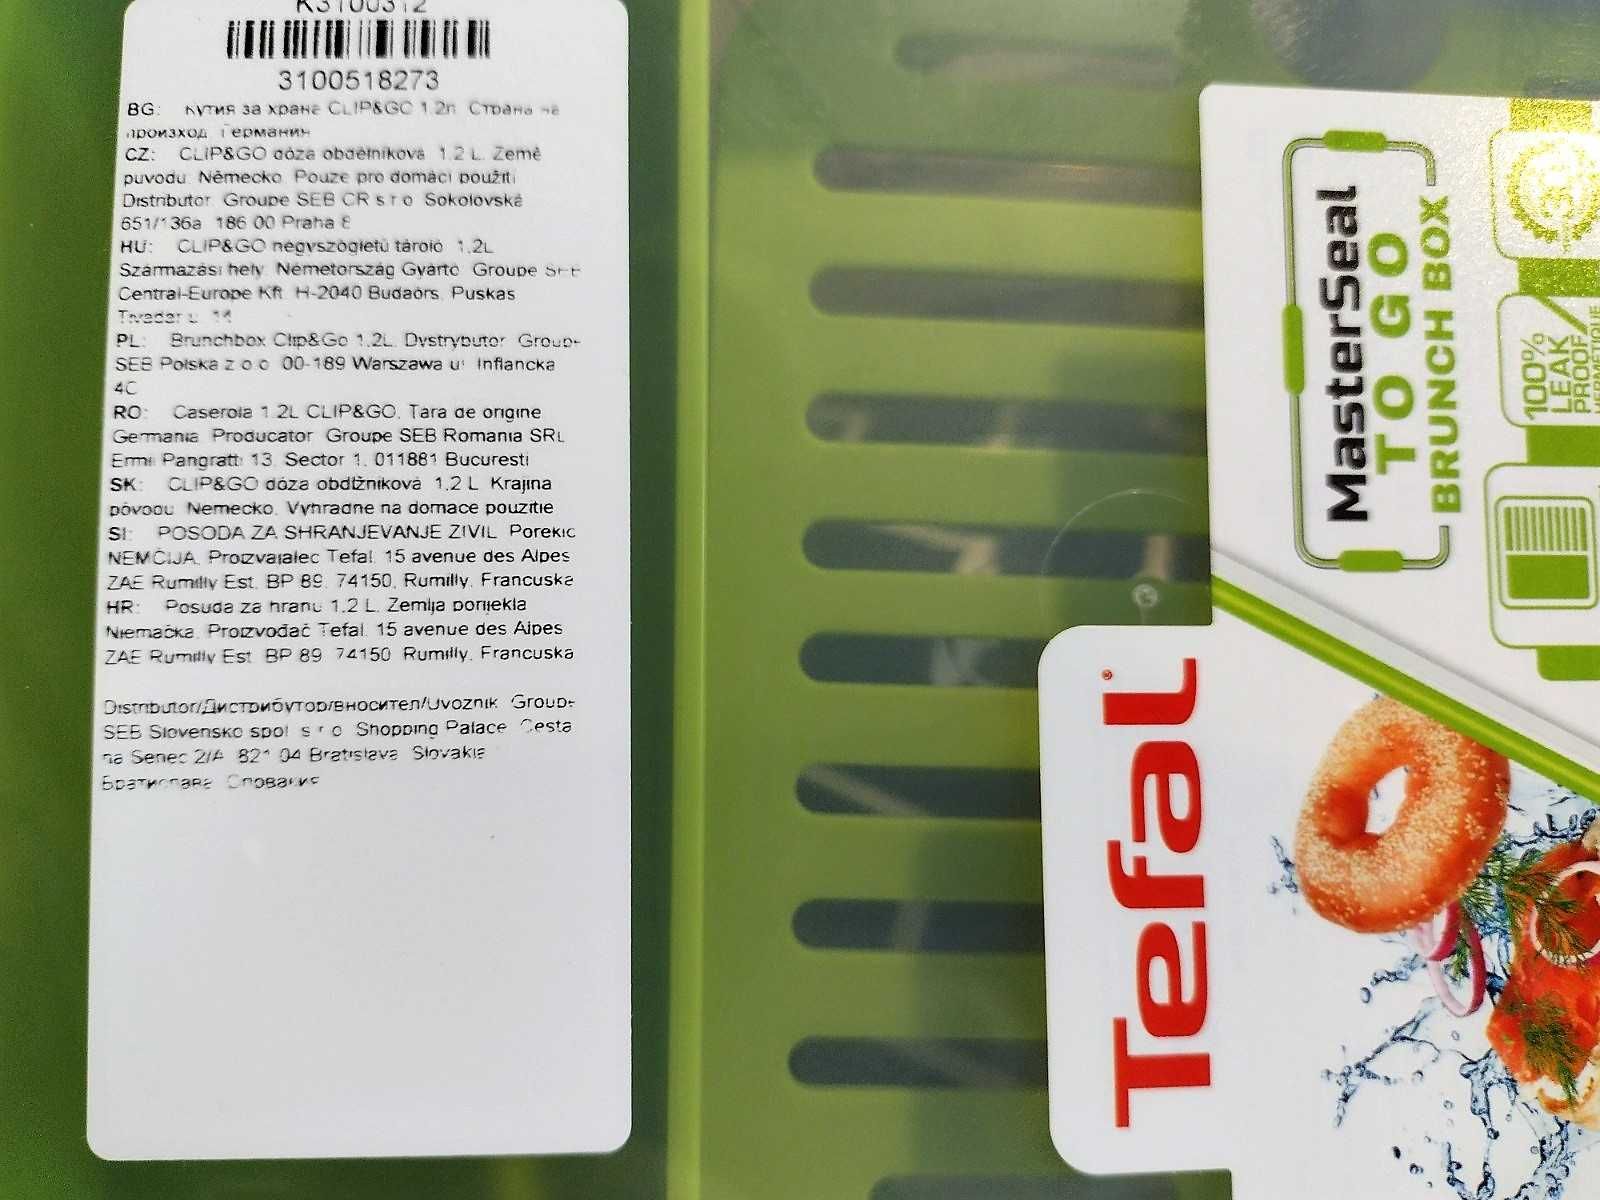 K3100312
3100518273
BG: Кутия за хране CLIP&GO 1.2л. Страна на
произход Германин
CZ: CLIP&GO dóza obdélníková 1.2 L. Země
puvodu Německo. Pouze pro domácí použití
Distributor Groupe SEB CR s r o Sokolovská
651/136a 186 00 Praha 8
HU: CLIP&GO négyszögletű tároló 1.2L
Származási hely Németország Gyártó Groupe SEB
Central-Europe Kft H-2040 Budaörs. Puskas
Tivadar u 14
PL: Brunchbox Clip&Go 1.2L. Dystrybutor Groupe
SEB Polska z o o 00-189 Warszawa ul Inflancka
4C
RO: Caserola 1.2L CLIP&GO. Tara de origine
Germania Producator Groupe SEB Romania SRL
Ermi Pangratti 13. Sector 1. 011881 Bucuresti
SK: CLIP&GO dóza obdĺžniková 1,2 L Krajina
pôvodu Nemecko. Vyhradne na domace pouzitie
SI: POSODA ZA SHRANJEVANJE ZIVIL Poreklo
NEMČIJA. Proizvajalec Tefal. 15 avenue des Alpes
ZAE Rumilly Est. BP 89. 74150. Rumilly. Francuska
HR: Posuda za hranu 1.2 L. Zemlja porijekla
Njemačka. Proizvođač Tefal. 15 avenue des Alpes
ZAE Rumilly Est BP 89 74150 Rumilly. Francuska
Distributor/Дистрибутор/вносител/Uvoznik Groupe
SEB Slovensko spol s r o Shopping Palace Cesta
na Senec 2/A 821 04 Bratislava Slovakia
Братислава Словакия
MasterSeal
TO GO
BRUNCH BOX
100%
LEAK
PROOF
HERMÉTIQUE
Tefal